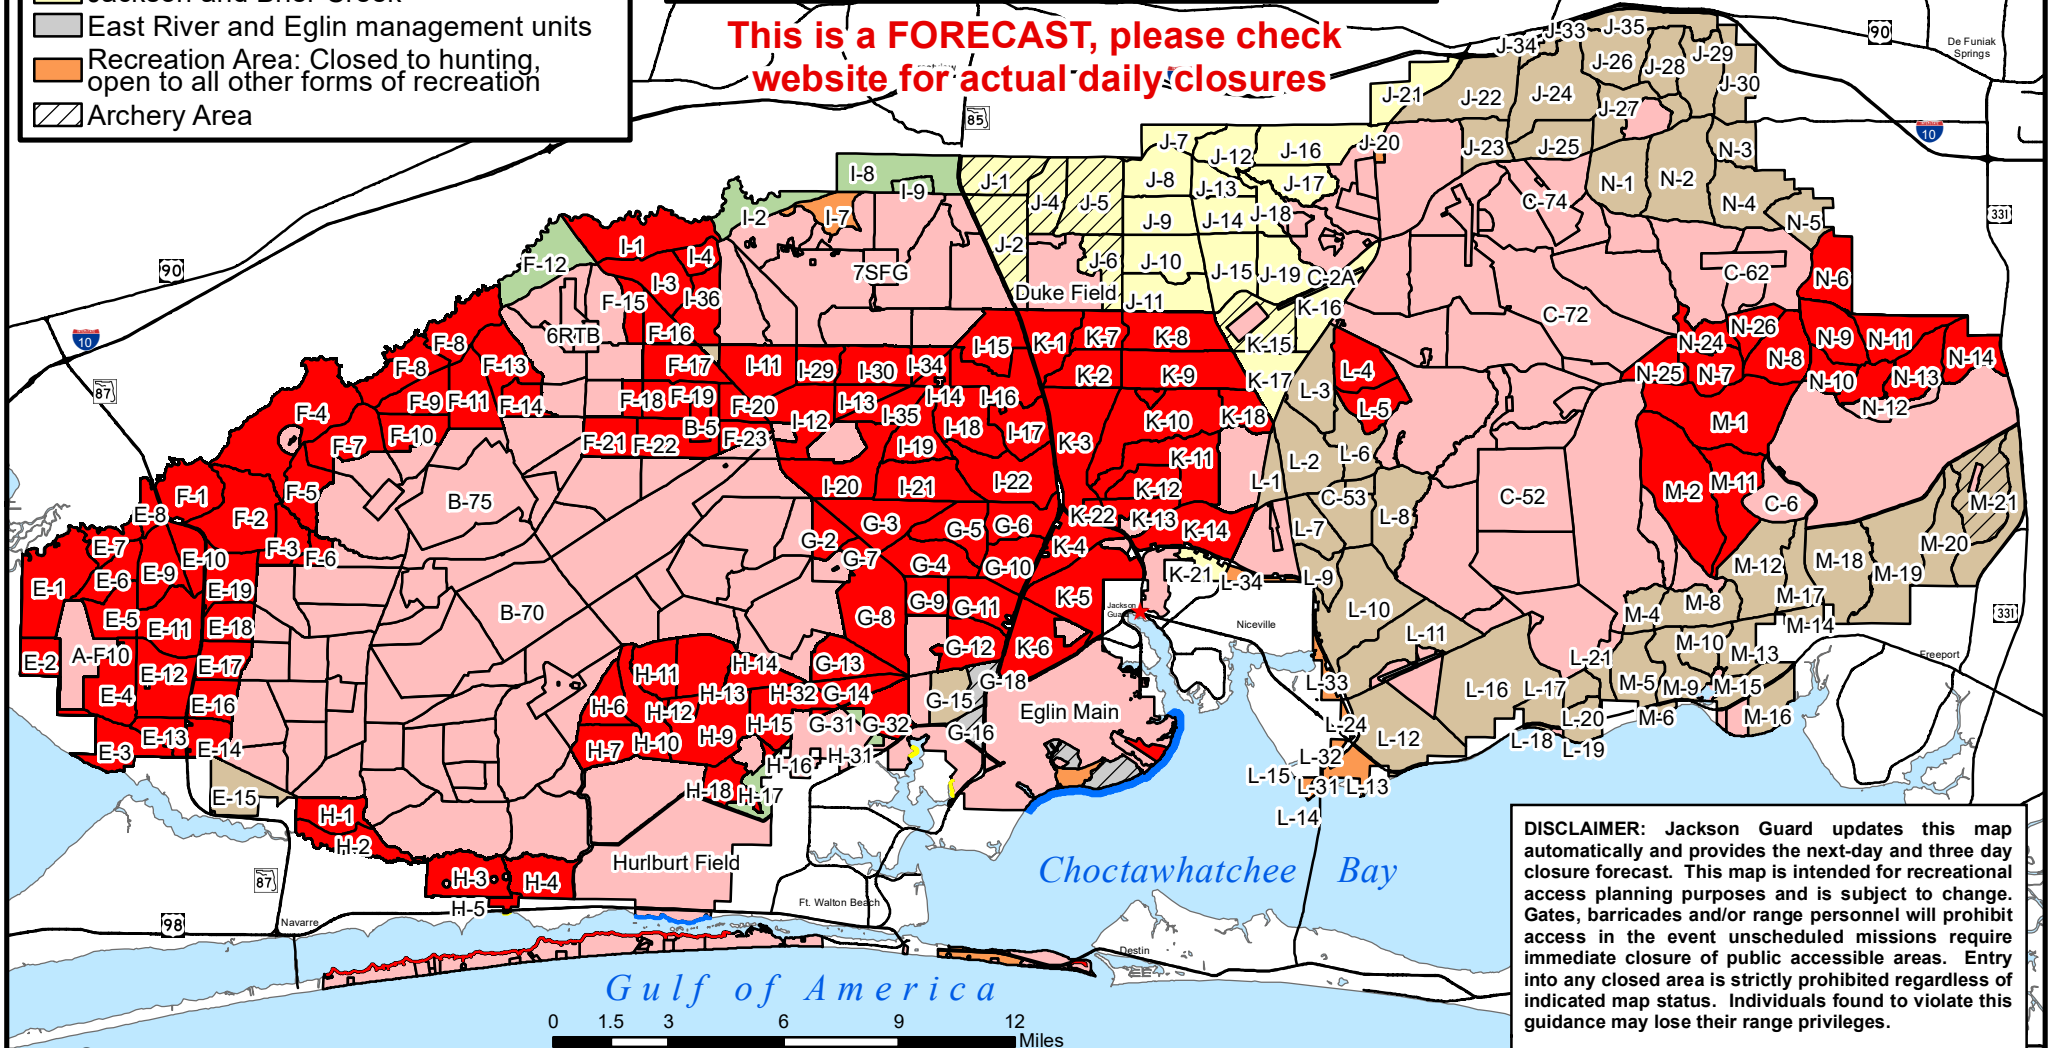 Jackson and Brier Creek
East River and Eglin management units
Recreation Area: Closed to hunting,
open to all other forms of recreation
Archery Area
This is a FORECAST, please check
website for actual daily closures
90
De Funiak
Springs
85
10
331
90
10
87
J-33 J-35
J-34
J-26 J-28 J-29
J-30
J-21 J-22 J-24
J-27
J-7 J-12 J-16 J-20
J-23 J-25 N-3
I-8 I-9 J-1 J-4 J-5
J-8 J-13 J-17
N-1 N-2 N-4 N-5
C-74
I-2 I-7
J-2 J-9 J-14 J-18
I-1 I-4
F-12 J-6 J-10 J-15 J-19 C-2A
7SFG C-62 N-6
F-15 I-3 I-36
Duke Field J-11 K-16
C-72
6RTB F-16
K-1 K-7 K-8 K-15
N-24 N-26 N-9 N-11
F-8
F-8 F-13 F-17 I-11 I-29 I-30 I-34 I-15
K-2 K-9 K-17 L-3 L-4
N-25 N-7 N-8 N-10 N-13 N-14
N-12
F-4 F-9 F-11 F-14 F-18 F-19 F-20 I-13 I-14 I-16
L-5
F-7 F-10 F-21 F-22 B-5 F-23 I-12 I-35 I-18 I-17
K-3 K-10 K-18
M-1
I-19 K-11 L-2 L-6
F-1 F-5 B-75 I-20 I-21 I-22
K-12 L-1 C-53 C-52
M-2 M-11 C-6 M-21
E-8 F-2 G-3 G-5 G-6 K-22 K-13 K-14 L-7 L-8
E-7 E-10 F-3 F-6 G-2 G-7 G-4 G-10 K-4
M-20
E-1 E-6 E-9 E-19 K-21 L-34 L-9
M-12 M-18 M-19
E-5 E-11 E-18 B-70 G-8 G-9 G-11 K-5
Jackson
Guard
Niceville
L-10 M-4 M-8 M-17
331
E-2 A-F10 E-12 E-17 G-12 K-6
L-11 M-10 M-14
Freeport
E-4 E-16 H-11 H-14 G-13 G-18
L-33 L-21 M-13
H-6 H-13 H-32 G-14 G-15
L-16 L-17 M-5 M-9 M-15
E-3 E-13 E-14 H-12 H-15 G-31 G-32 G-16 Eglin Main
L-24 L-12 L-20 M-6 M-16
H-7 H-10 H-9 H-16 H-31
L-18 L-19
E-15 H-18 H-17
L-32
L-15 L-31 L-13
L-14
H-1
H-2
Hurlburt Field
H-3 H-4
H-5
87
98
Navarre
Ft. Walton Beach
Destin
Choctawhatchee Bay
Gulf of America
0 1.5 3 6 9 12
Miles
DISCLAIMER: Jackson Guard updates this map
automatically and provides the next-day and three day
closure forecast. This map is intended for recreational
access planning purposes and is subject to change.
Gates, barricades and/or range personnel will prohibit
access in the event unscheduled missions require
immediate closure of public accessible areas. Entry
into any closed area is strictly prohibited regardless of
indicated map status. Individuals found to violate this
guidance may lose their range privileges.